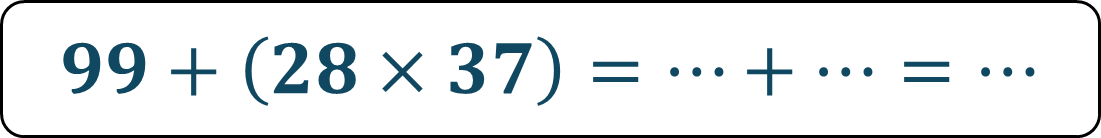 99 + (28 × 37) = ⋯ + ⋯ = ⋯